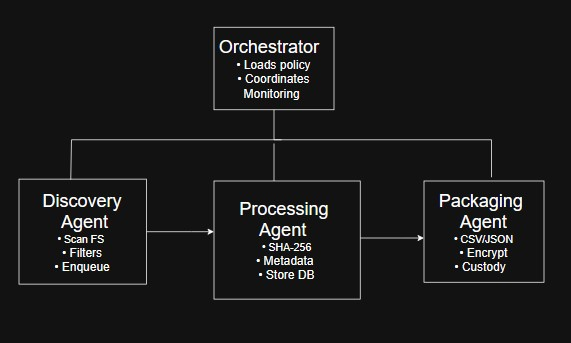 Orchestrator
• Loads policy
• Coordinates
Monitoring
Discovery
Agent
• Scan FS
• Filters
• Enqueue
Processing
Agent
• SHA-256
• Metadata
• Store DB
Packaging
Agent
• CSV/JSON
• Encrypt
• Custody